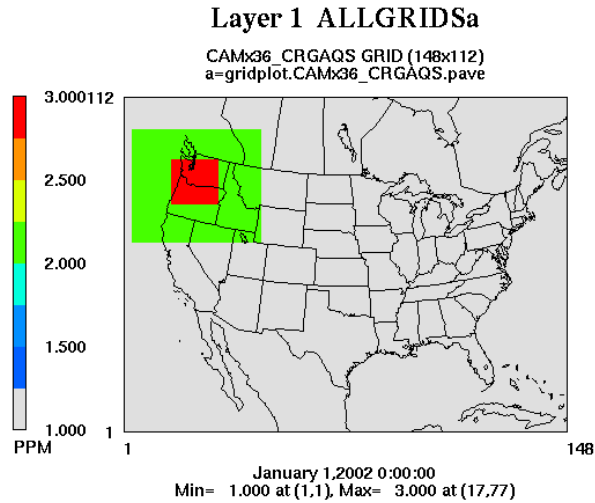 Layer 1 ALLGRIDSa
CAMx36_CRGAQS GRID (148x112)
a=gridplot.CAMx36_CRGAQS.pave
3.000
112
2.500
2.000
1.500
1.000
1
PPM
1
148
January 1,2002 0:00:00
Min= 1.000 at (1,1), Max= 3.000 at (17,77)